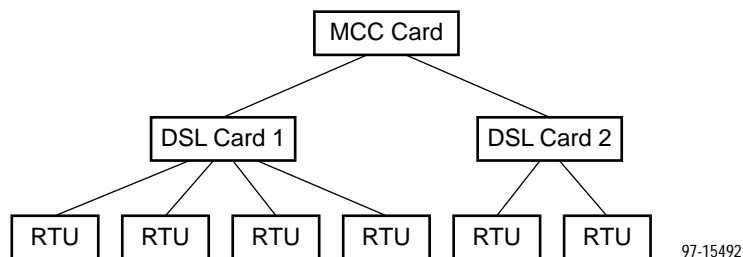 MCC Card
DSL Card 1
DSL Card 2
RTU
RTU
RTU
RTU
RTU
RTU
97-15492